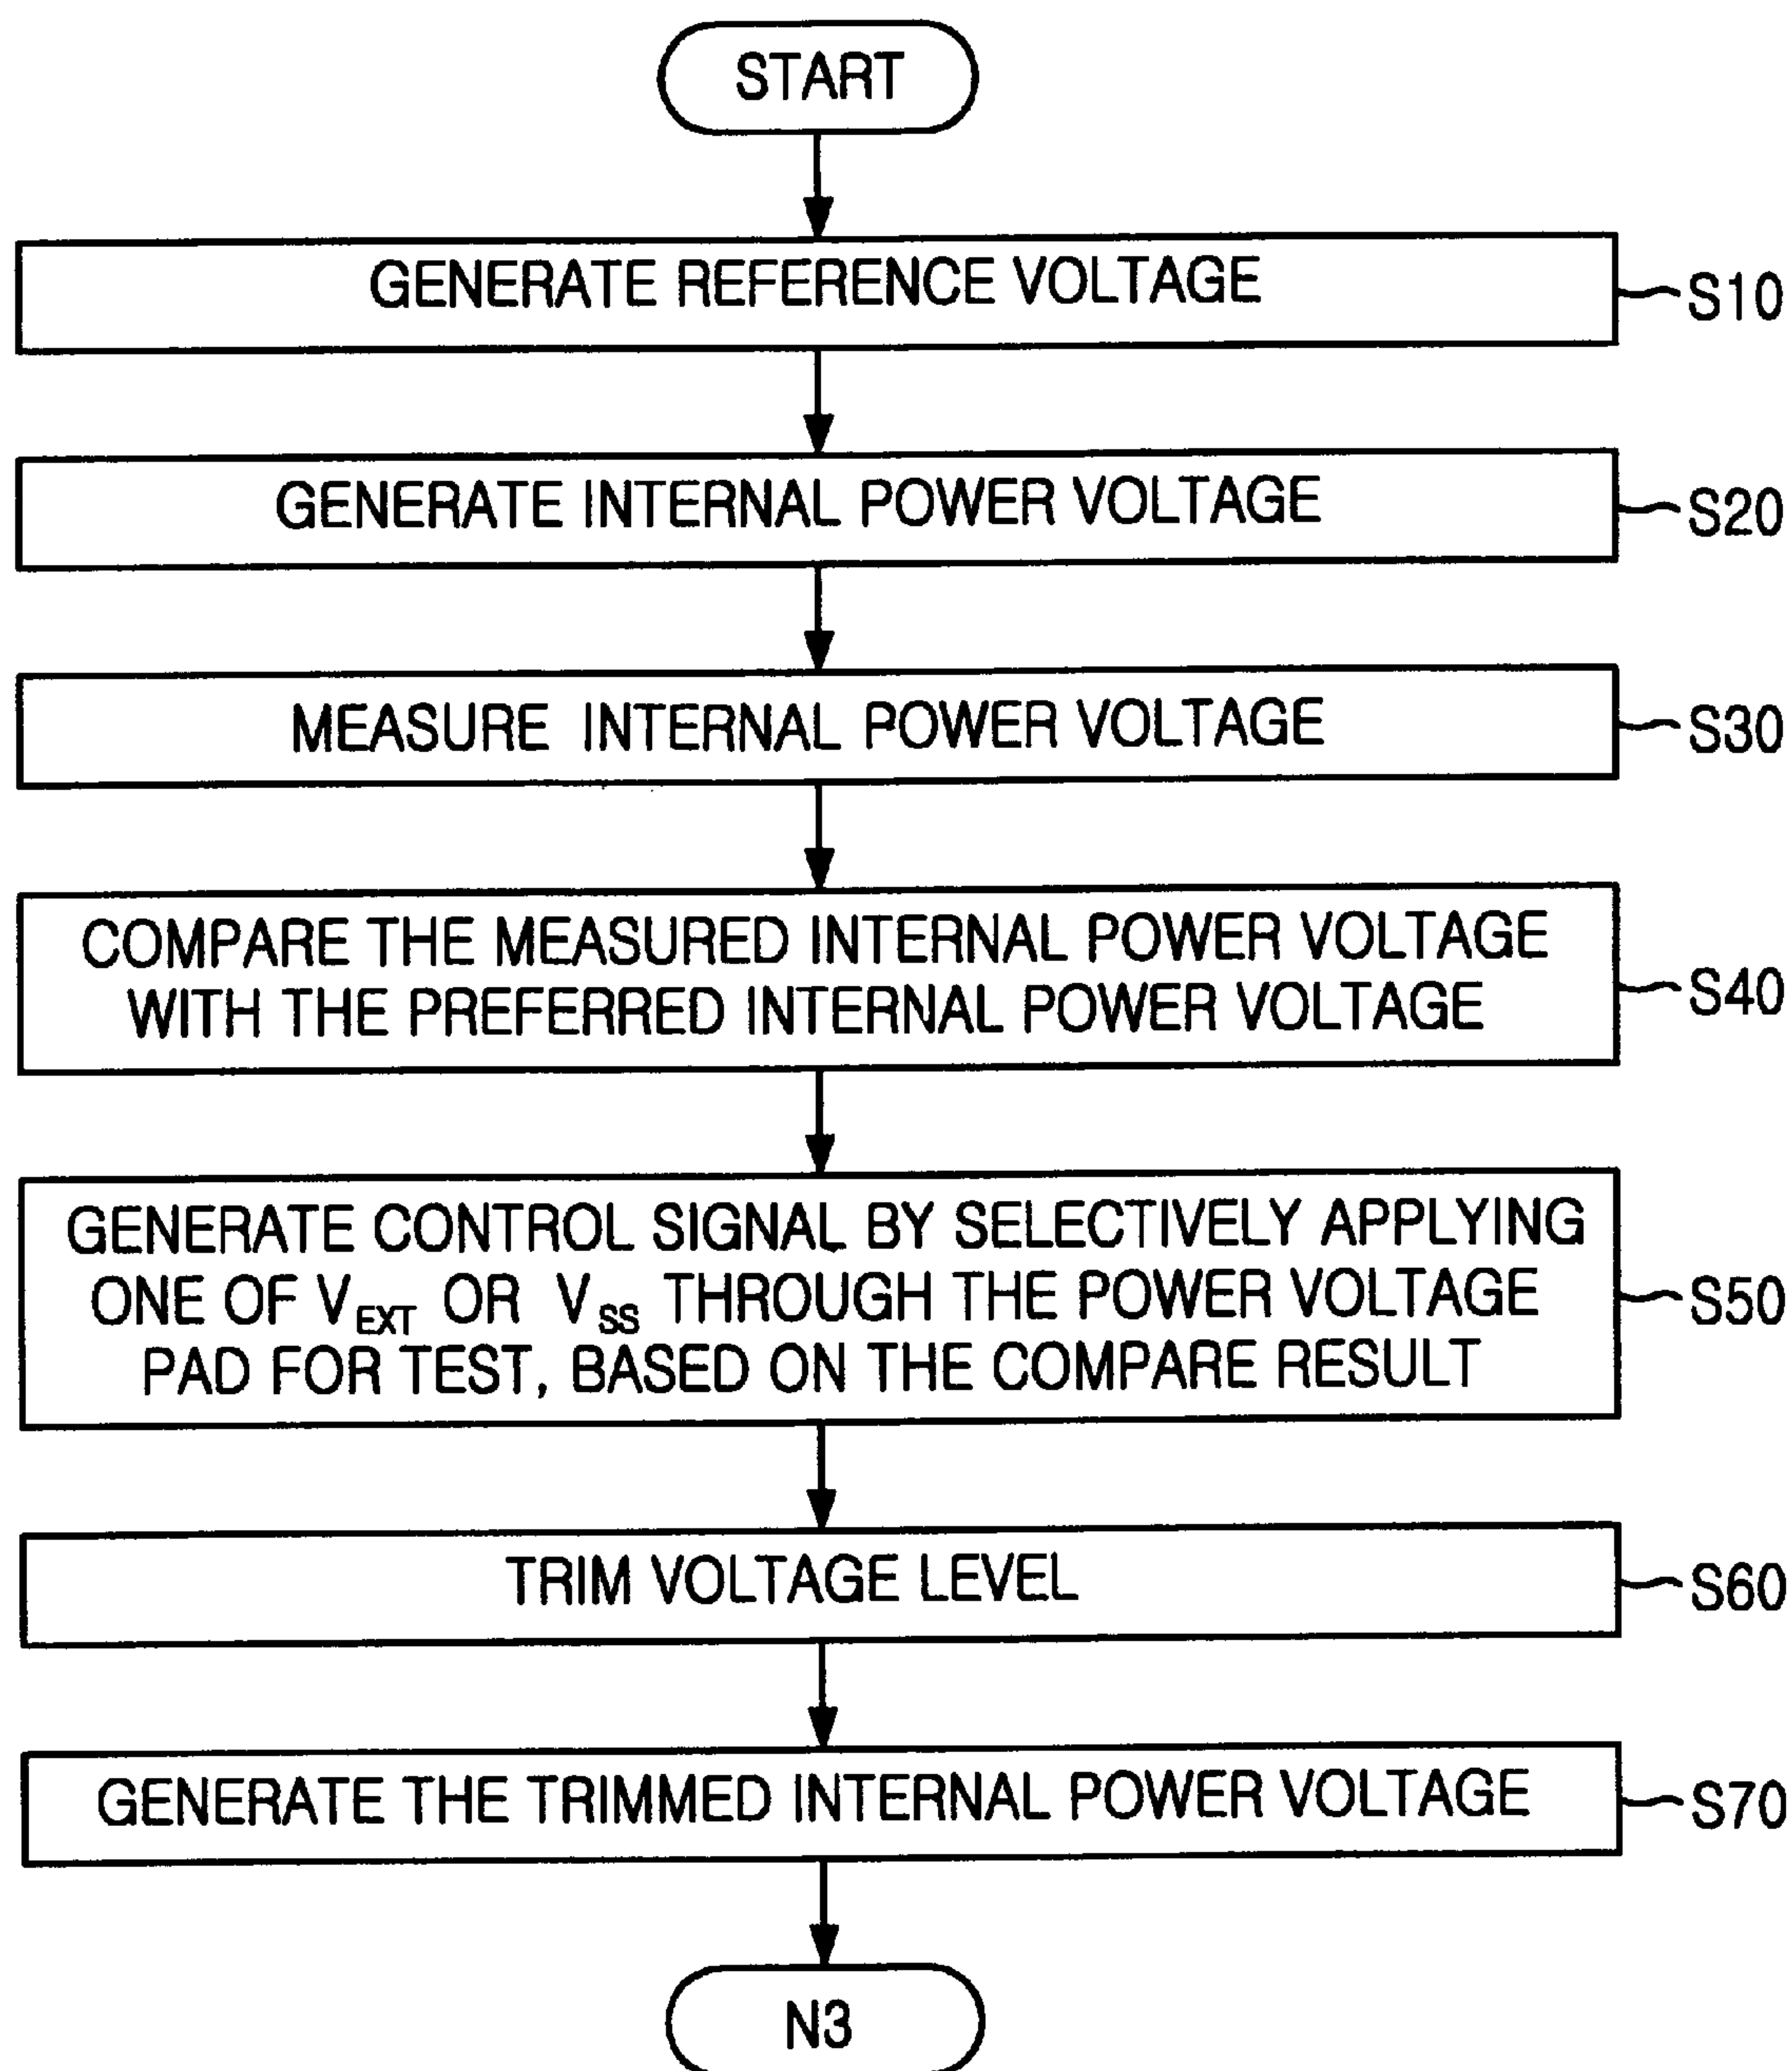 START
GENERATE REFERENCE VOLTAGE
S10
GENERATE INTERNAL POWER VOLTAGE
S20
MEASURE INTERNAL POWER VOLTAGE
S30
COMPARE THE MEASURED INTERNAL POWER VOLTAGE
WITH THE PREFERRED INTERNAL POWER VOLTAGE
S40
GENERATE CONTROL SIGNAL BY SELECTIVELY APPLYING
ONE OF VEXT OR VSS THROUGH THE POWER VOLTAGE
PAD FOR TEST, BASED ON THE COMPARE RESULT
S50
TRIM VOLTAGE LEVEL
S60
GENERATE THE TRIMMED INTERNAL POWER VOLTAGE
S70
N3